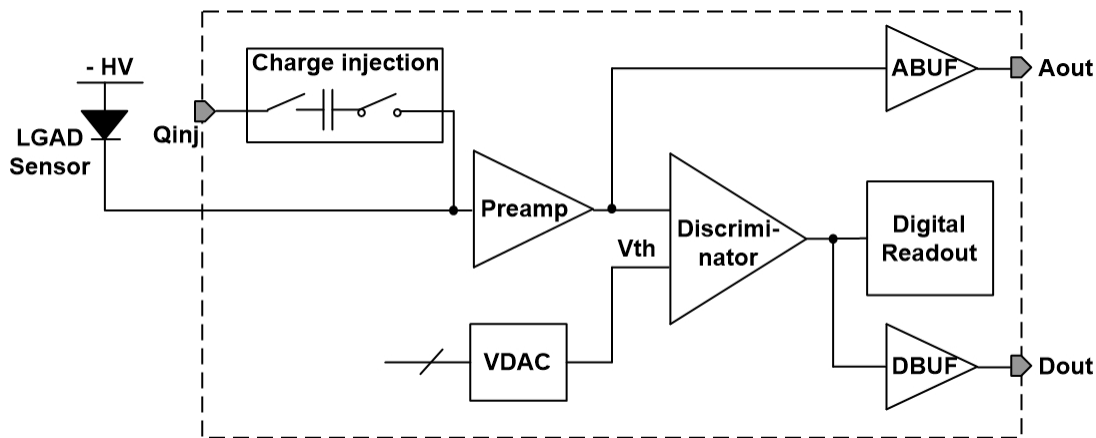 - HV
LGAD
Sensor
Qinj
Charge injection
Preamp
Vth
VDAC
Discrimi-
nator
ABUF
Aout
Digital
Readout
DBUF
Dout